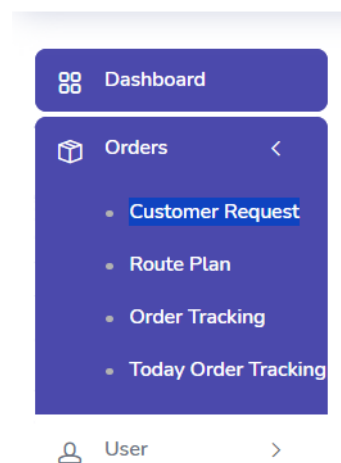 Dashboard
Orders
Customer Request
Route Plan
Order Tracking
Today Order Tracking
User